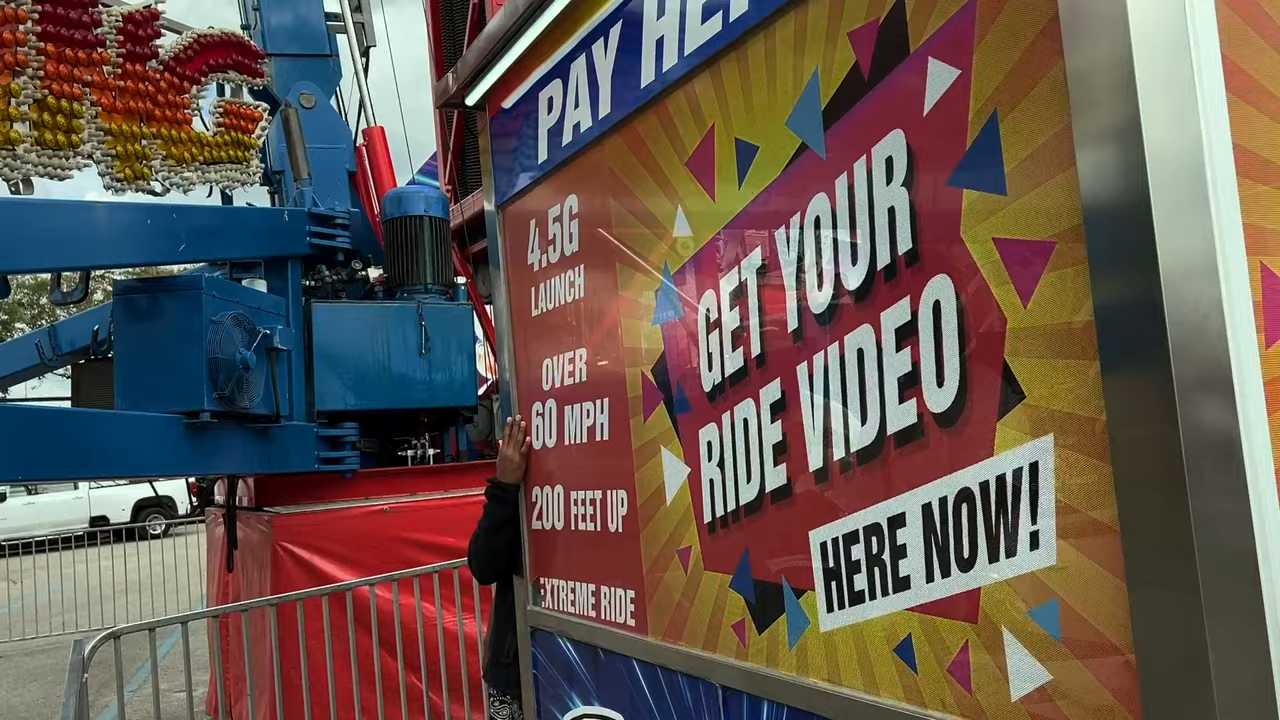 PAY HE
4.5G
LAUNCH
OVER
60 MPH
200 FEET UP
EXTREME RIDE
GET YOUR
RIDE VIDEO
HERE NOW!